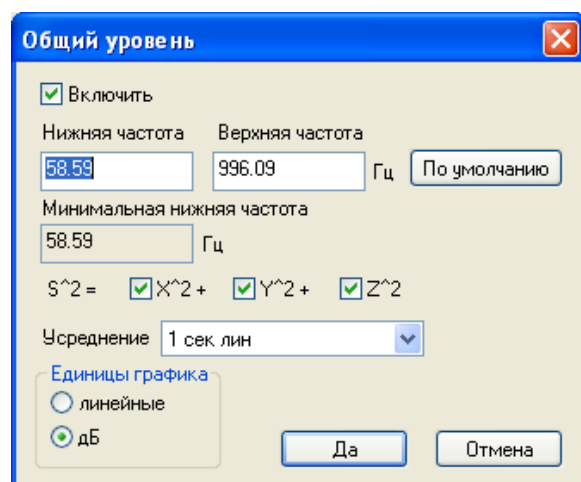 Общий уровень
Включить
Нижняя частота Верхняя частота
58.59 996.09 Гц По умолчанию
Минимальная нижняя частота
58.59 Гц
S^2 = X^2 + Y^2 + Z^2
Усреднение 1 сек лин
Единицы графика
линейные
дБ Да Отмена